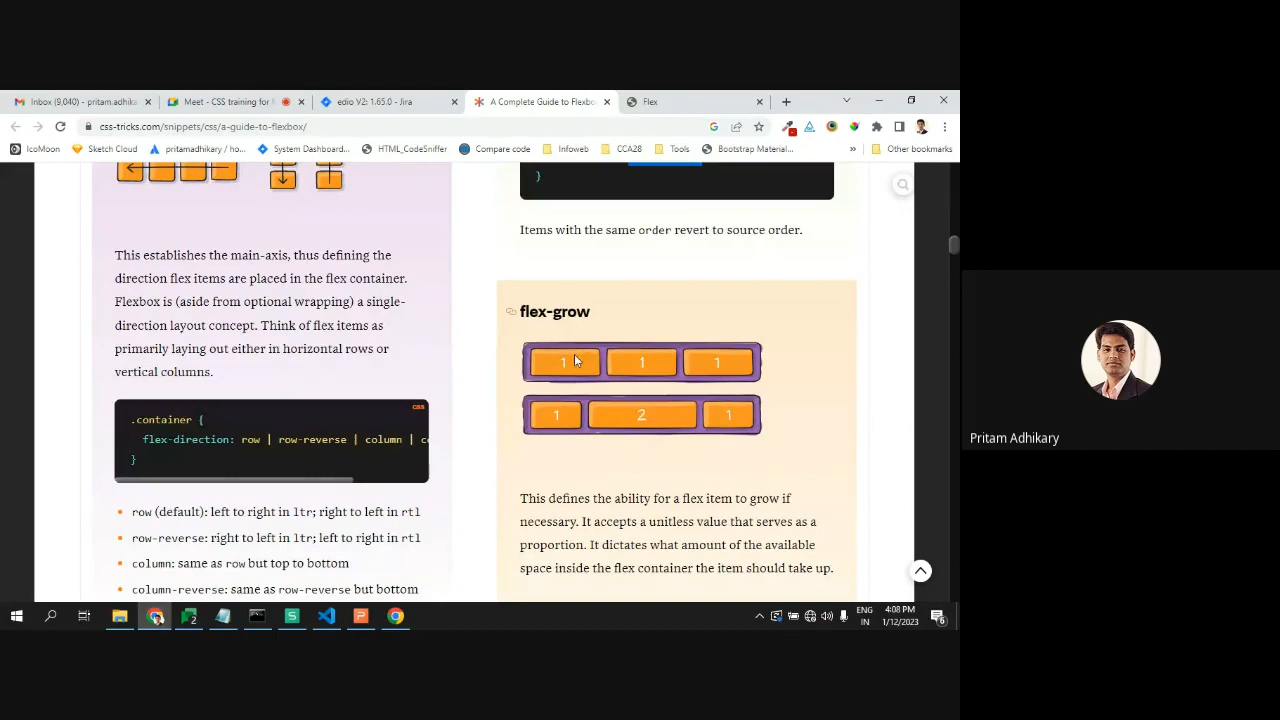 Inbox (9,040) - pritam.adhika
Meet - CSS training for M
edio V2: 1.65.0 - Jira
A Complete Guide to Flexbo
Flex
css-tricks.com/snippets/css/a-guide-to-flexbox/
IcoMoon
Sketch Cloud
pritamadhikary / ho...
System Dashboard...
HTML_CodeSniffer
Compare code
Infoweb
CCA28
Tools
Bootstrap Material...
»
Other bookmarks
This establishes the main-axis, thus defining the
direction flex items are placed in the flex container.
Flexbox is (aside from optional wrapping) a single-
direction layout concept. Think of flex items as
primarily laying out either in horizontal rows or
vertical columns.
CSS
.container {
flex-direction: row | row-reverse | column | co
}
row (default): left to right in ltr; right to left in rtl
row-reverse: right to left in ltr; left to right in rtl
column: same as row but top to bottom
column-reverse: same as row-reverse but bottom
}
Items with the same order revert to source order.
flex-grow
1 1 1
1 2 1
This defines the ability for a flex item to grow if
necessary. It accepts a unitless value that serves as a
proportion. It dictates what amount of the available
space inside the flex container the item should take up.
Pritam Adhikary
ENG
IN
4:08 PM
1/12/2023
6